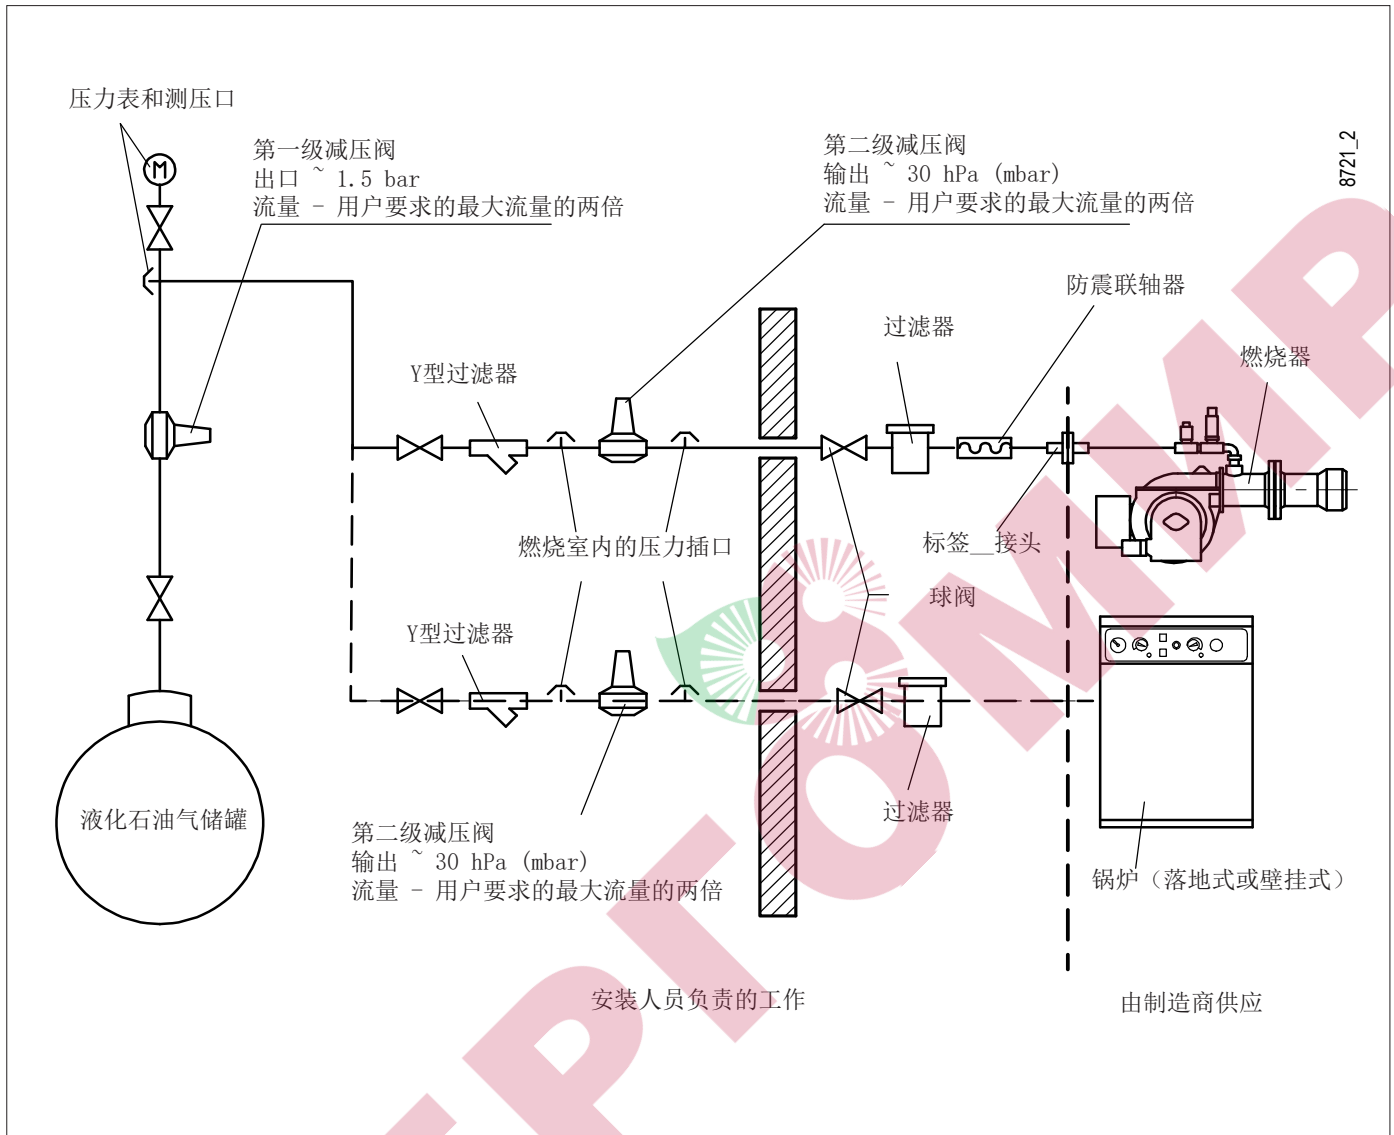 压力表和测压口
M
第一级减压阀
出口 ~ 1.5 bar
流量 - 用户要求的最大流量的两倍
第二级减压阀
输出 ~ 30 hPa (mbar)
流量 - 用户要求的最大流量的两倍
8721_2
防震联轴器
过滤器
燃烧器
Y型过滤器
燃烧室内的压力插口
标签__接头
球阀
Y型过滤器
液化石油气储罐
第二级减压阀
输出 ~ 30 hPa (mbar)
流量 - 用户要求的最大流量的两倍
过滤器
锅炉（落地式或壁挂式）
安装人员负责的工作
由制造商供应
РГОМИР